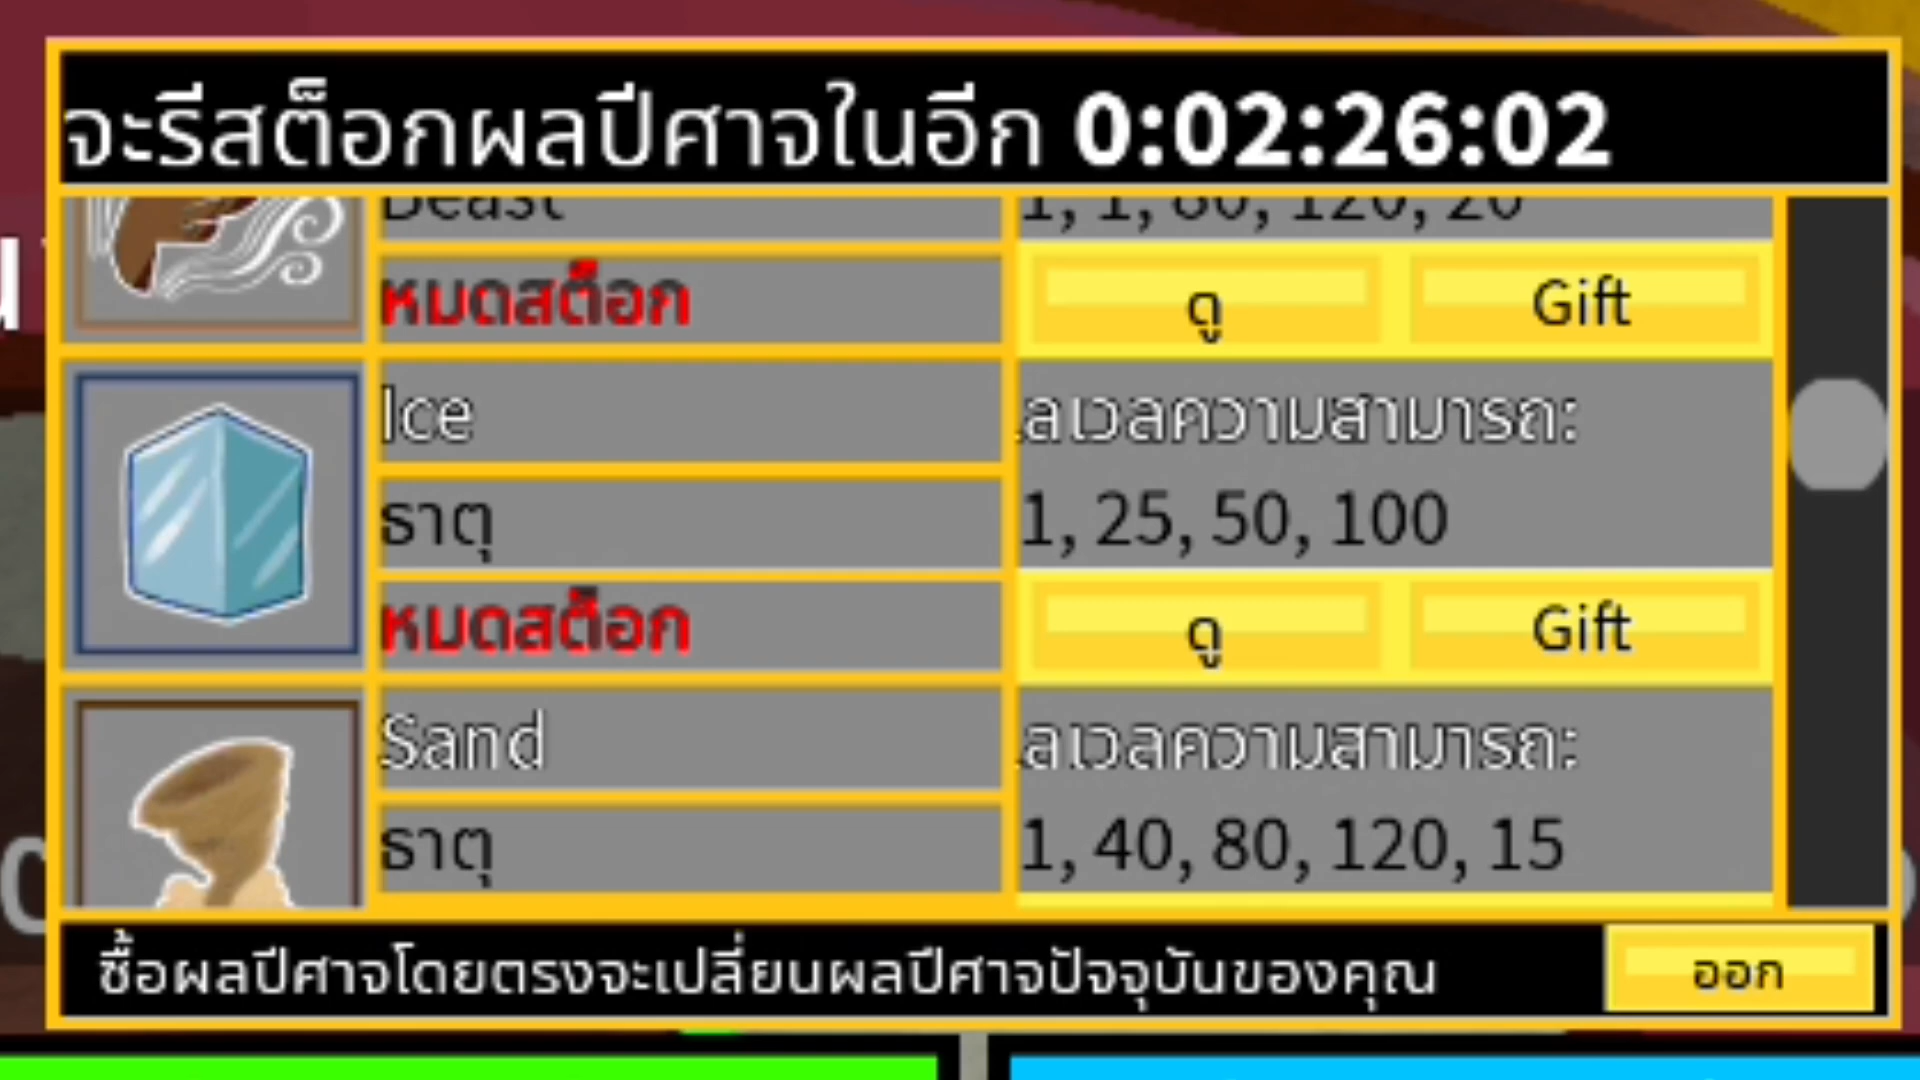 จะรีสต็อกผลปีศาจในอีก 0:02:26:02
Beast
1, 1, 80, 120, 20
หมดสต็อก
ดู
Gift
Ice
เลเวลความสามารถ:
ธาตุ
1, 25, 50, 100
หมดสต็อก
ดู
Gift
Sand
เลเวลความสามารถ:
ธาตุ
1, 40, 80, 120, 15
ซื้อผลปีศาจโดยตรงจะเปลี่ยนผลปีศาจปัจจุบันของคุณ
ออก